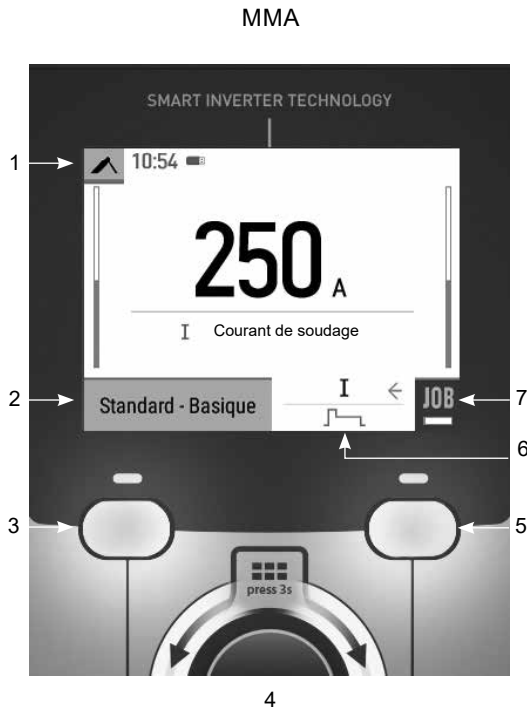 MMA
SMART INVERTER TECHNOLOGY
1
10:54
250 A
I Courant de soudage
2
Standard - Basique
I
JOB
7
6
3
5
press 3s
4